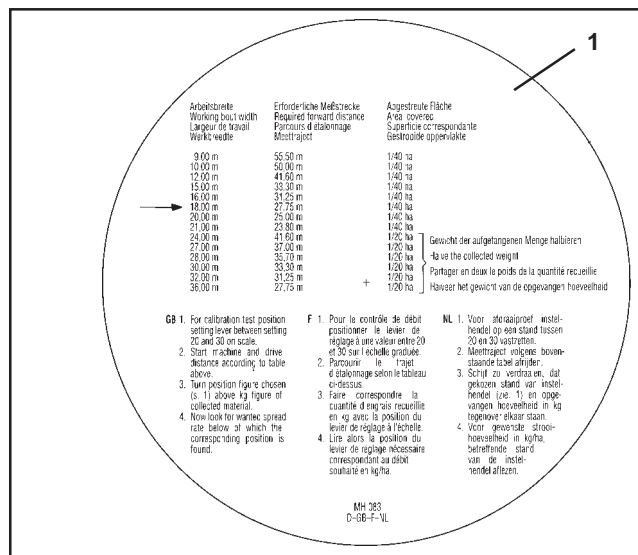 1
Arbeitsbreite Erforderliche Meßstrecke Abgestreute Fläche
Working bout width Required forward distance Area covered
Largeur de travail Parcours d'étalonnage Superficie correspondante
Werkbreedte Meettraject Gestrooide oppervlakte
9,00 m 55,50 m 1/40 ha
10,00 m 50,00 m 1/40 ha
12,00 m 41,60 m 1/40 ha
15,00 m 33,30 m 1/40 ha
16,00 m 31,25 m 1/40 ha
18,00 m 27,75 m 1/40 ha
20,00 m 25,00 m 1/40 ha
21,00 m 23,80 m 1/40 ha
24,00 m 41,60 m 1/20 ha
27,00 m 37,00 m 1/20 ha
28,00 m 35,70 m 1/20 ha
30,00 m 33,30 m 1/20 ha
32,00 m 31,25 m 1/20 ha
36,00 m 27,75 m + 1/20 ha
Gewicht der aufgefangenen Menge halbieren
Halve the collected weight
Partager en deux le poids de la quantité recueillie
Halveer het gewicht van de opgevangen hoeveelheid
GB 1. For calibration test position
setting lever between setting
20 and 30 on scale.
2. Start machine and drive
distance according to table
above.
3. Turn position figure chosen
(s. 1) above kg figure of
collected material.
4. Now look for wanted spread
rate below of which the
corresponding position is
found.
F 1. Pour le contrôle de débit
positionner le levier de
réglage à une valeur entre 20
et 30 sur l'échelle graduée.
2. Parcourir le trajet
d'étalonnage selon le tableau
ci-dessus.
3. Faire correspondre la
quantité d'engrais recueillie
en kg avec la position du
levier de réglage à l'échelle.
4. Lire alors la position du
levier de réglage nécessaire
correspondant au débit
souhaité en kg/ha.
NL 1. Voor afdraaiproef instel-
hendel op een stand tussen
20 en 30 vastzetten.
2. Meettraject volgens boven-
staande tabel afrijden.
3. Schijf zo verdraaien, dat
gekozen stand van instel-
hendel (zie. 1) en opge-
vangen hoeveelheid in kg
tegenover elkaar staan.
4. Voor gewenste strooi-
hoeveelheid in kg/ha,
betreffende stand
van de instel-
hendel aflezen.
MH 083
D-GB-F-NL